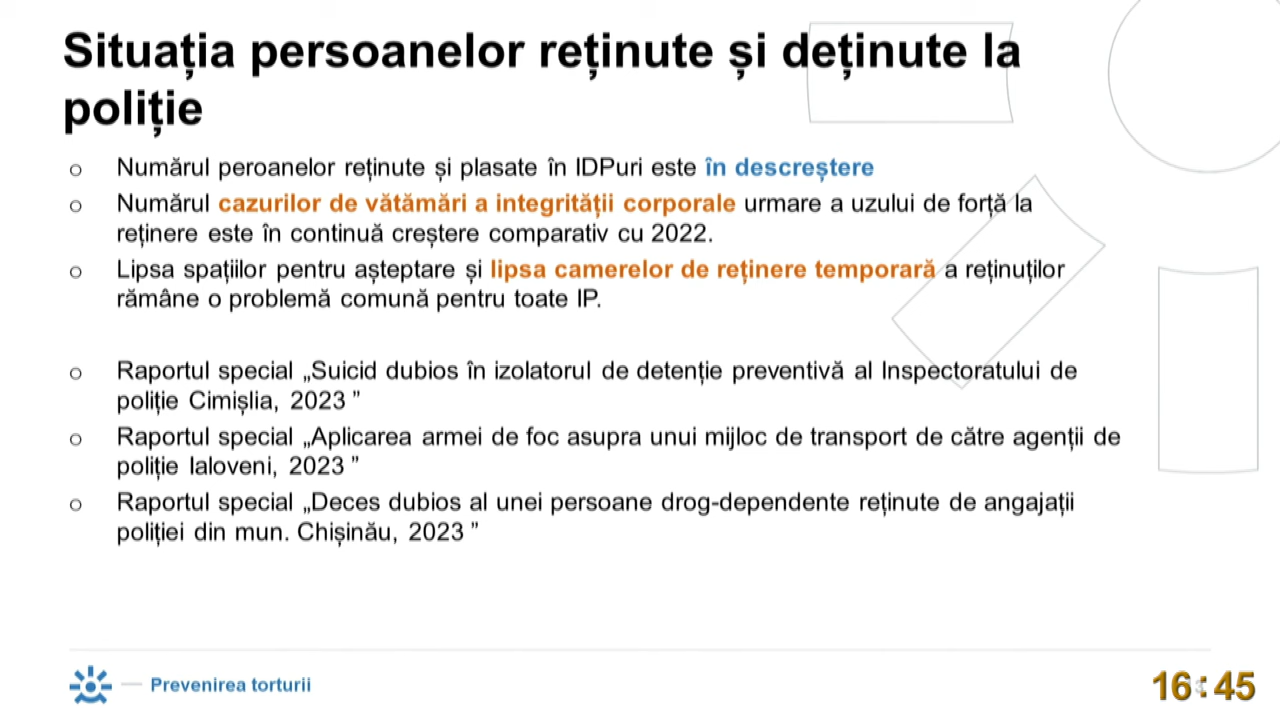 Situația persoanelor reținute și deținute la
poliție
o Numărul peroanelor reținute și plasate în IDPuri este în descreștere
o Numărul cazurilor de vătămări a integrității corporale urmare a uzului de forță la
reținere este în continuă creștere comparativ cu 2022.
o Lipsa spațiilor pentru așteptare și lipsa camerelor de reținere temporară a reținuților
rămâne o problemă comună pentru toate IP.
o Raportul special „Suicid dubios în izolatorul de detenție preventivă al Inspectoratului de
poliție Cimișlia, 2023 ”
o Raportul special „Aplicarea armei de foc asupra unui mijloc de transport de către agenții de
poliție Ialoveni, 2023 ”
o Raportul special „Deces dubios al unei persoane drog-dependente reținute de angajații
poliției din mun. Chișinău, 2023 ”
Prevenirea torturii
16:45